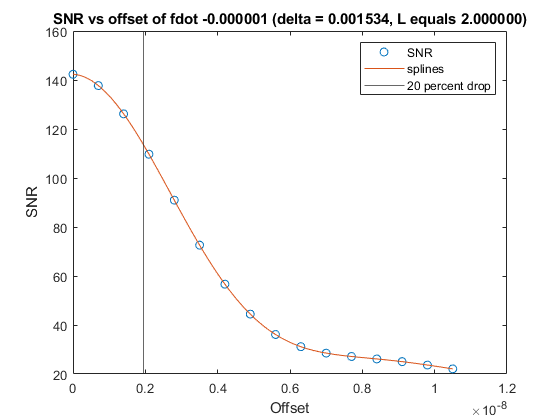 SNR vs offset of fdot -0.000001 (delta = 0.001534, L equals 2.000000)
160
140
120
100
80
60
40
20
SNR
SNR
splines
20 percent drop
0
0.2
0.4
0.6
0.8
1
1.2
Offset
×10⁻⁸